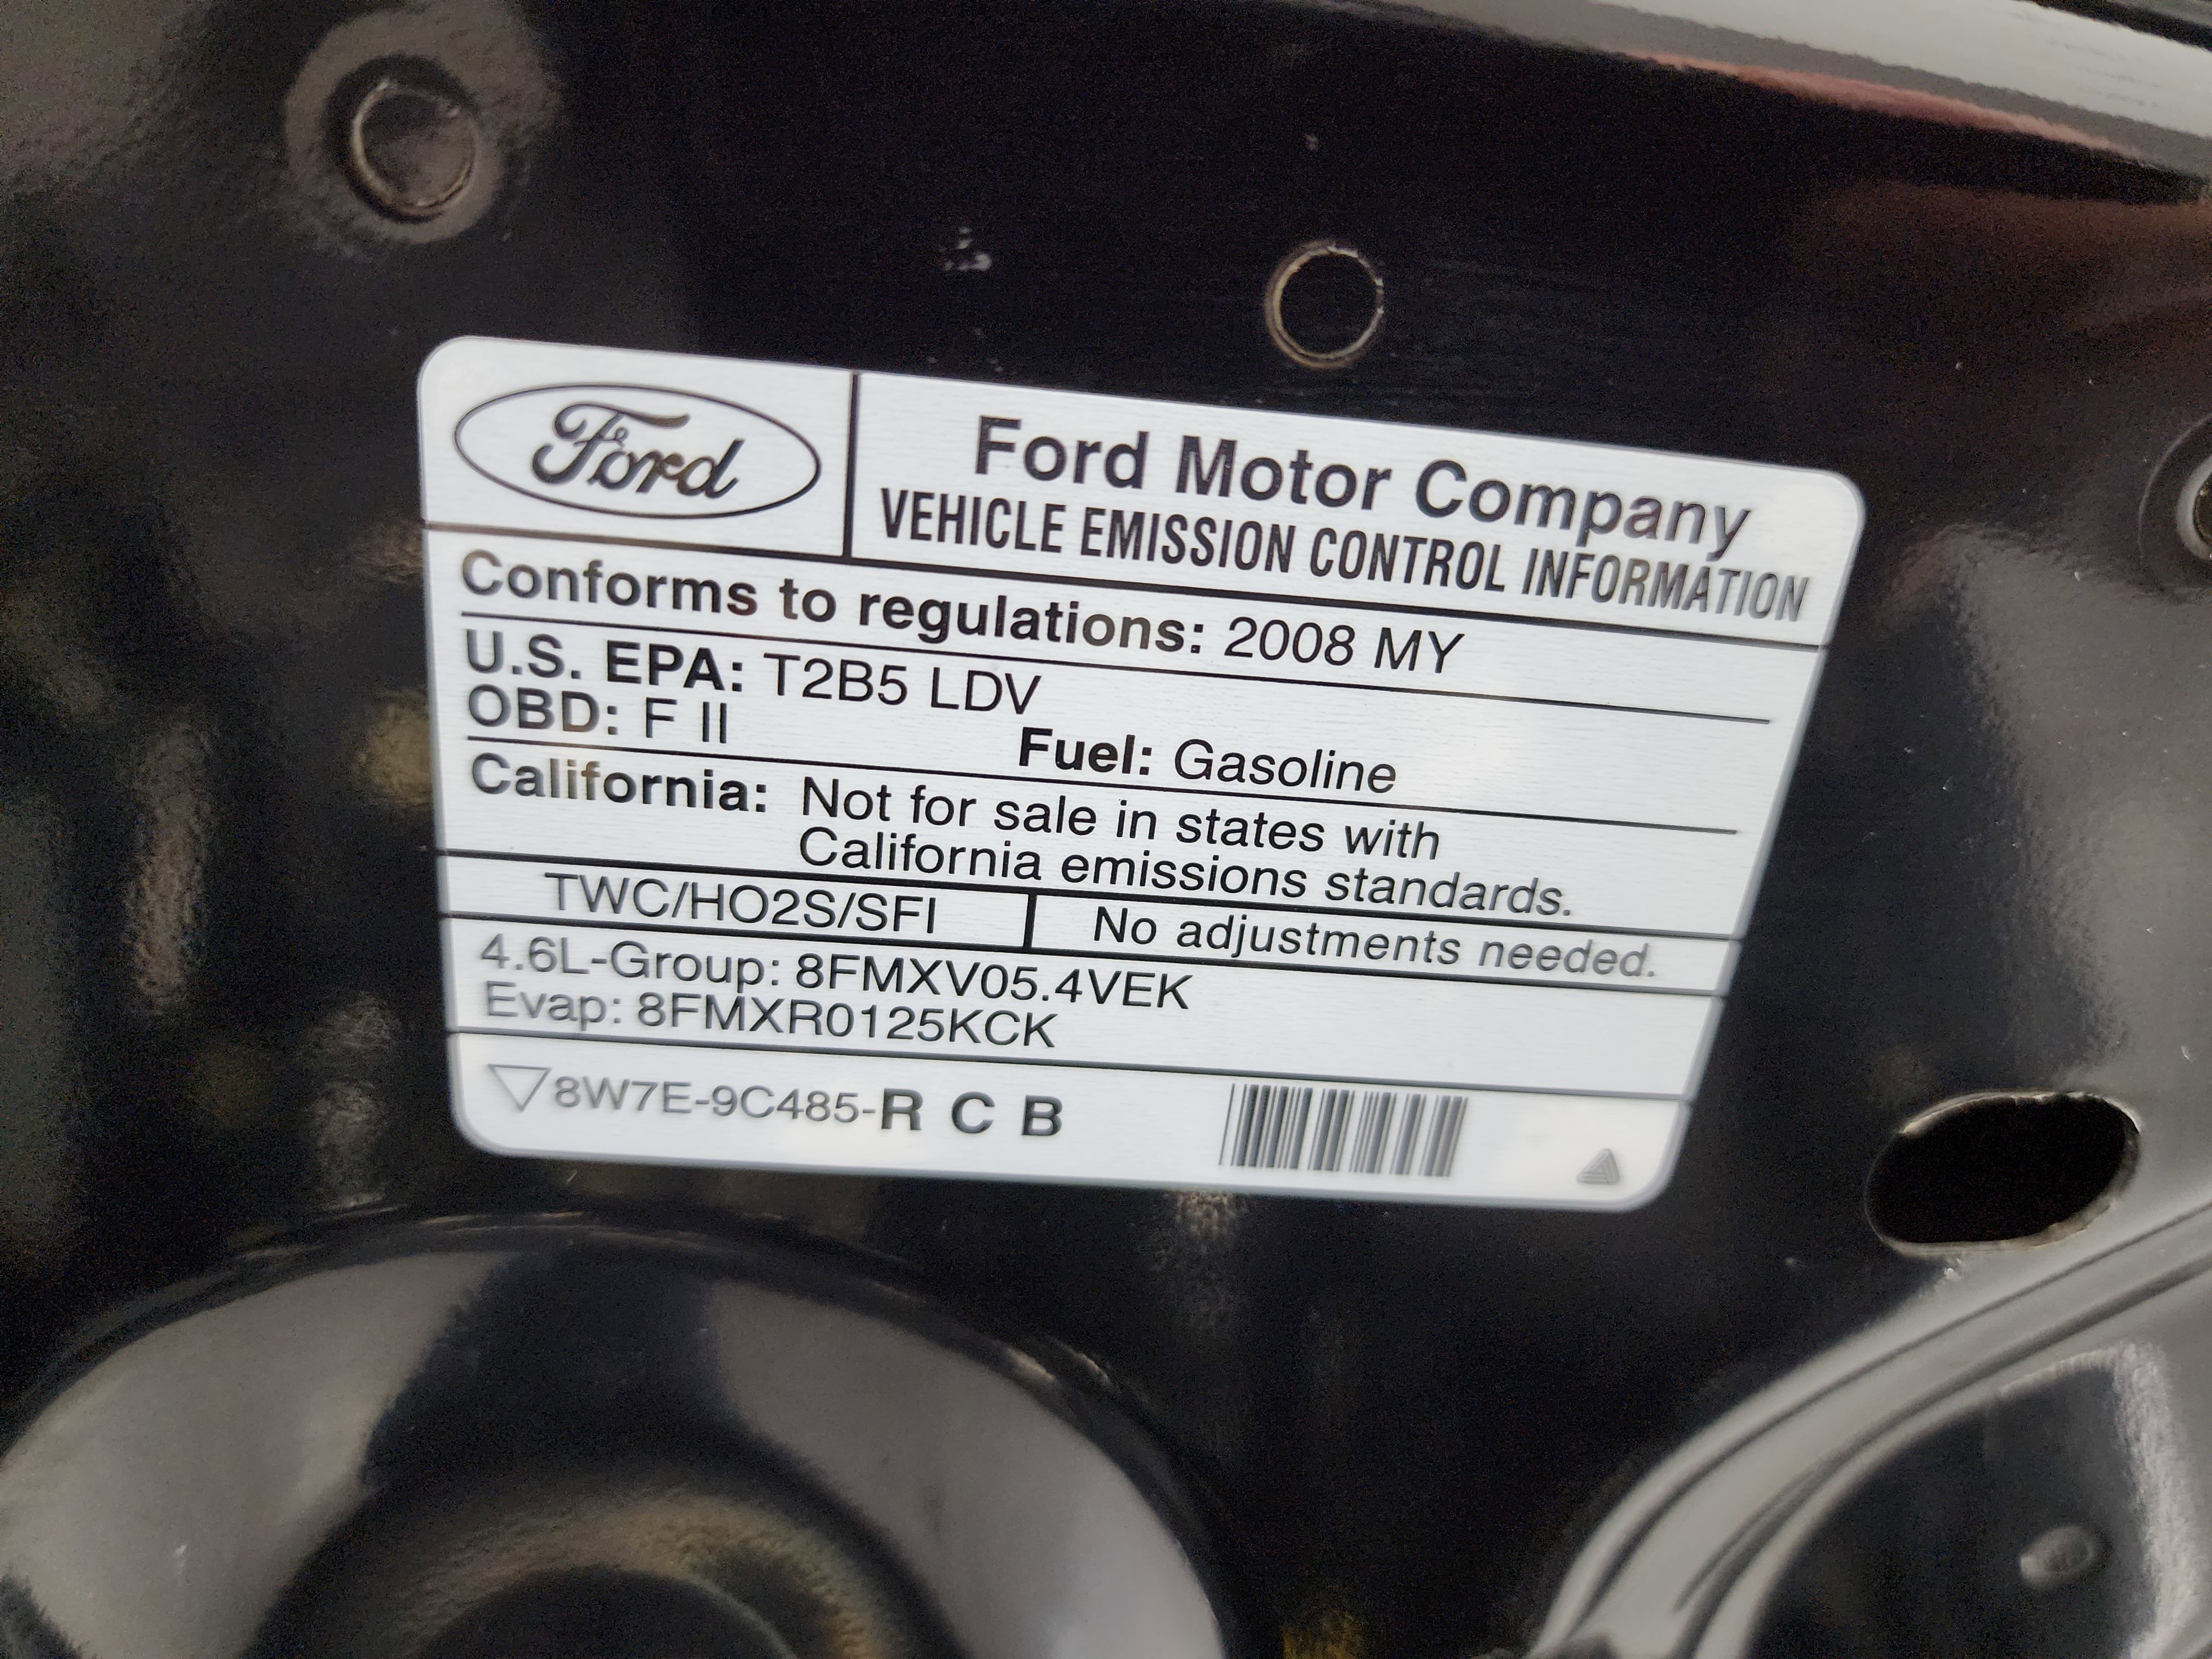 Ford
Ford Motor Company
VEHICLE EMISSION CONTROL INFORMATION
Conforms to regulations: 2008 MY
U.S. EPA: T2B5 LDV
OBD: F II Fuel: Gasoline
California: Not for sale in states with
California emissions standards.
TWC/HO2S/SFI No adjustments needed.
4.6L-Group: 8FMXV05.4VEK
Evap: 8FMXR0125KCK
8W7E-9C485-R C B